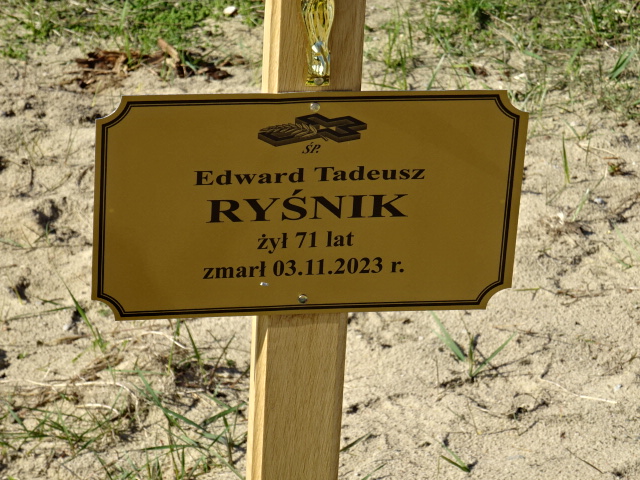 ŚP.
Edward Tadeusz
RYŚNIK
żył 71 lat
zmarł 03.11.2023 r.